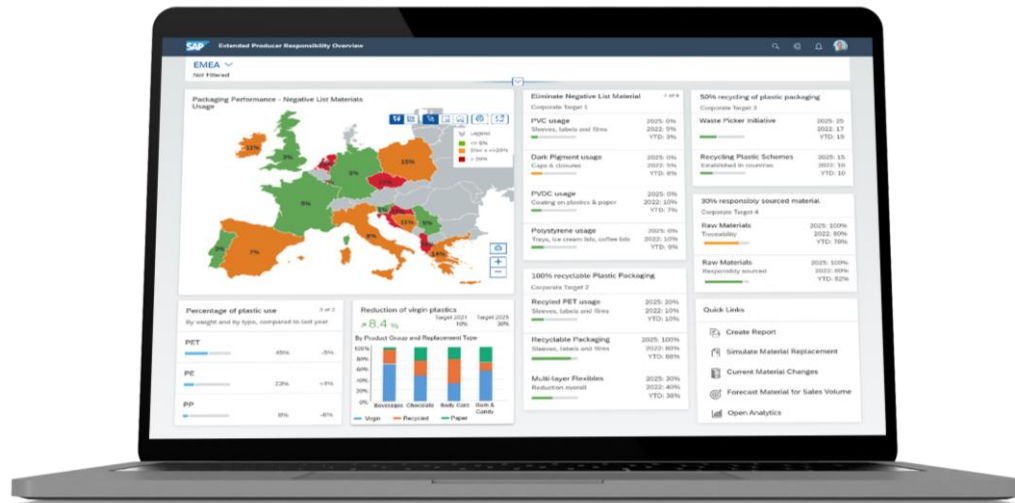 SAP Extended Producer Responsibility Overview
EMEA
Not Filtered
Packaging Performance - Negative List Materials
Usage
Legend
<= 5%
> 20%
11%
3%
3%
15%
5%
7%
8%
11%
5%
14%
Eliminate Negative List Material
Corporate Target 1
PVC usage 2025: 0%
Sleeves, labels and films 2022: 5%
YTD: 3%
Dark Pigment usage 2025: 0%
Caps & closures 2022: 5%
YTD: 6%
PVDC usage 2025: 0%
Coating on plastics & paper 2022: 10%
YTD: 7%
Polystyrene usage 2025: 0%
Trays, ice cream lids, coffee lids 2022: 10%
YTD: 9%
100% recyclable Plastic Packaging
Corporate Target 2
Recyled PET usage 2025: 20%
Sleeves, labels and films 2022: 10%
YTD: 10%
Recyclable Packaging 2025: 100%
Sleeves, labels and films 2022: 80%
YTD: 86%
Multi-layer Flexibles 2025: 30%
Reduction overall 2022: 40%
YTD: 38%
50% recycling of plastic packaging
Corporate Target 3
Waste Picker Initiative 2025: 25
2022: 17
YTD: 15
Recycling Plastic Schemes 2025: 15
Established in countries 2022: 10
YTD: 10
30% responsibly sourced material
Corporate Target 4
Raw Materials 2025: 100%
Traceability 2022: 80%
YTD: 78%
Raw Materials 2025: 100%
Responsibly sourced 2022: 60%
YTD: 62%
Percentage of plastic use
By weight and by type, compared to last year
PET 45% -5%
PE 23%
PP
Reduction of virgin plastics
Target 2021 Target 2025
8.4 % 10% 30%
By Product Group and Replacement Type
100%
80%
60%
40%
20%
0%
Beverages Chocolate Body Care
Candy
Virgin Recycled Paper
Quick Links
Create Report
Simulate Material Replacement
Current Material Changes
Forecast Material for Sales Volume
Open Analytics